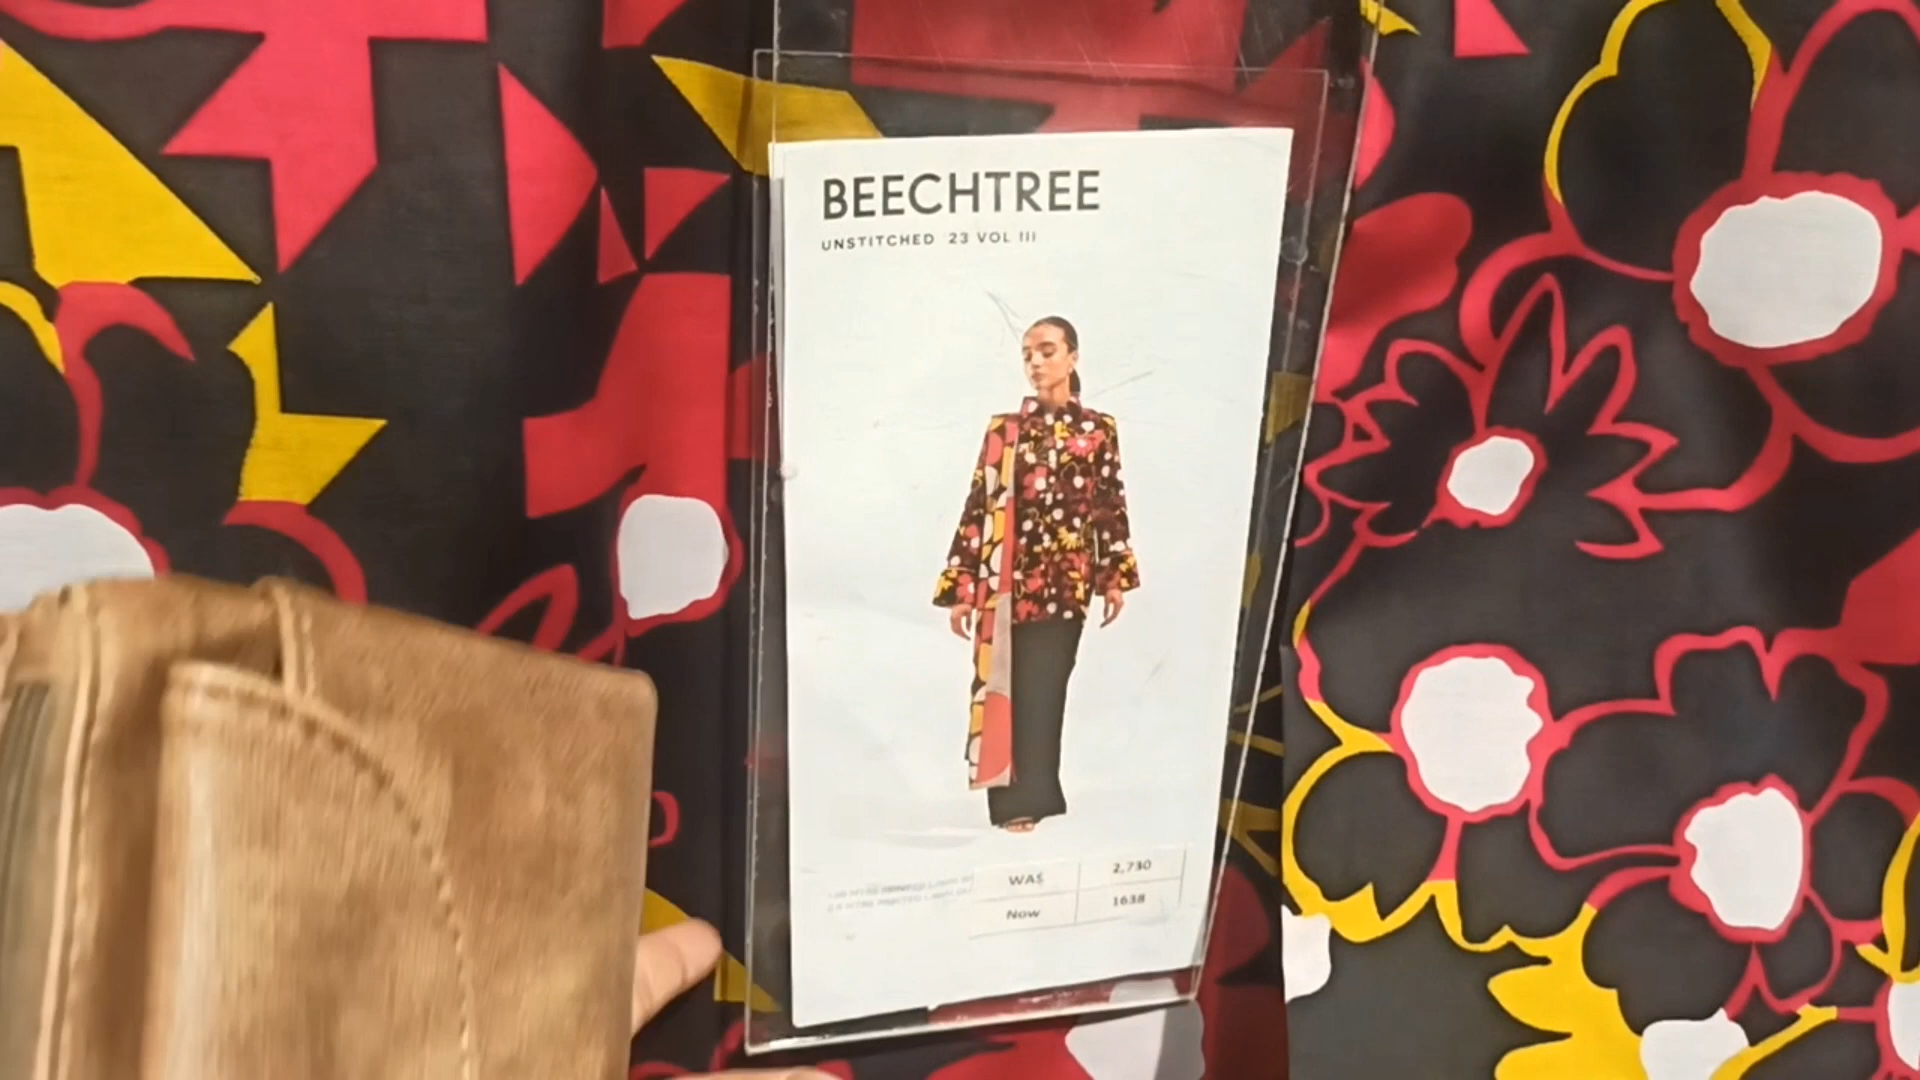 BEECHTREE
UNSTITCHED '23 VOL III
WAS 2,730
Now 1638